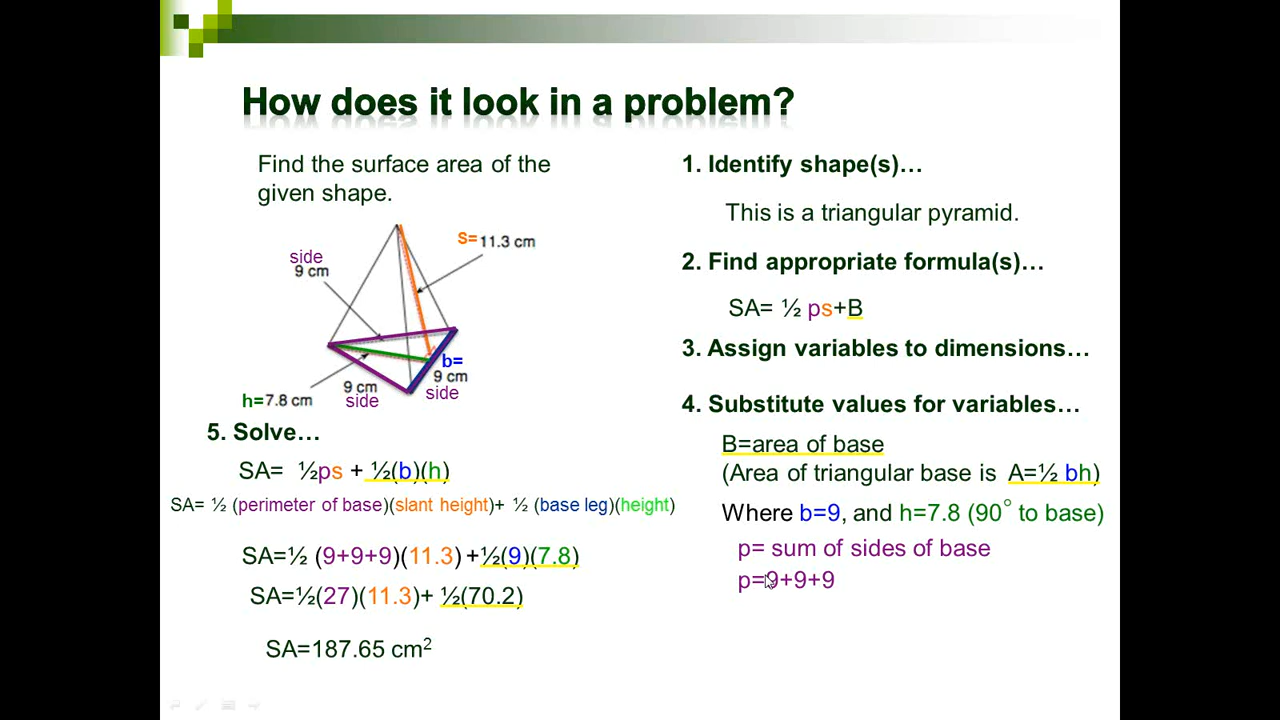 How does it look in a problem?
Find the surface area of the
given shape.
S= 11.3 cm
side
9 cm
b=
9 cm
side
9 cm
side
h= 7.8 cm
5. Solve…
SA= ½ps + ½(b)(h)
SA= ½ (perimeter of base)(slant height)+ ½ (base leg)(height)
SA=½ (9+9+9)(11.3) +½(9)(7.8)
SA=½(27)(11.3)+ ½(70.2)
SA=187.65 cm²
1. Identify shape(s)…
This is a triangular pyramid.
2. Find appropriate formula(s)…
SA= ½ ps+B
3. Assign variables to dimensions…
4. Substitute values for variables…
B=area of base
(Area of triangular base is A=½ bh)
Where b=9, and h=7.8 (90° to base)
p= sum of sides of base
p=9+9+9